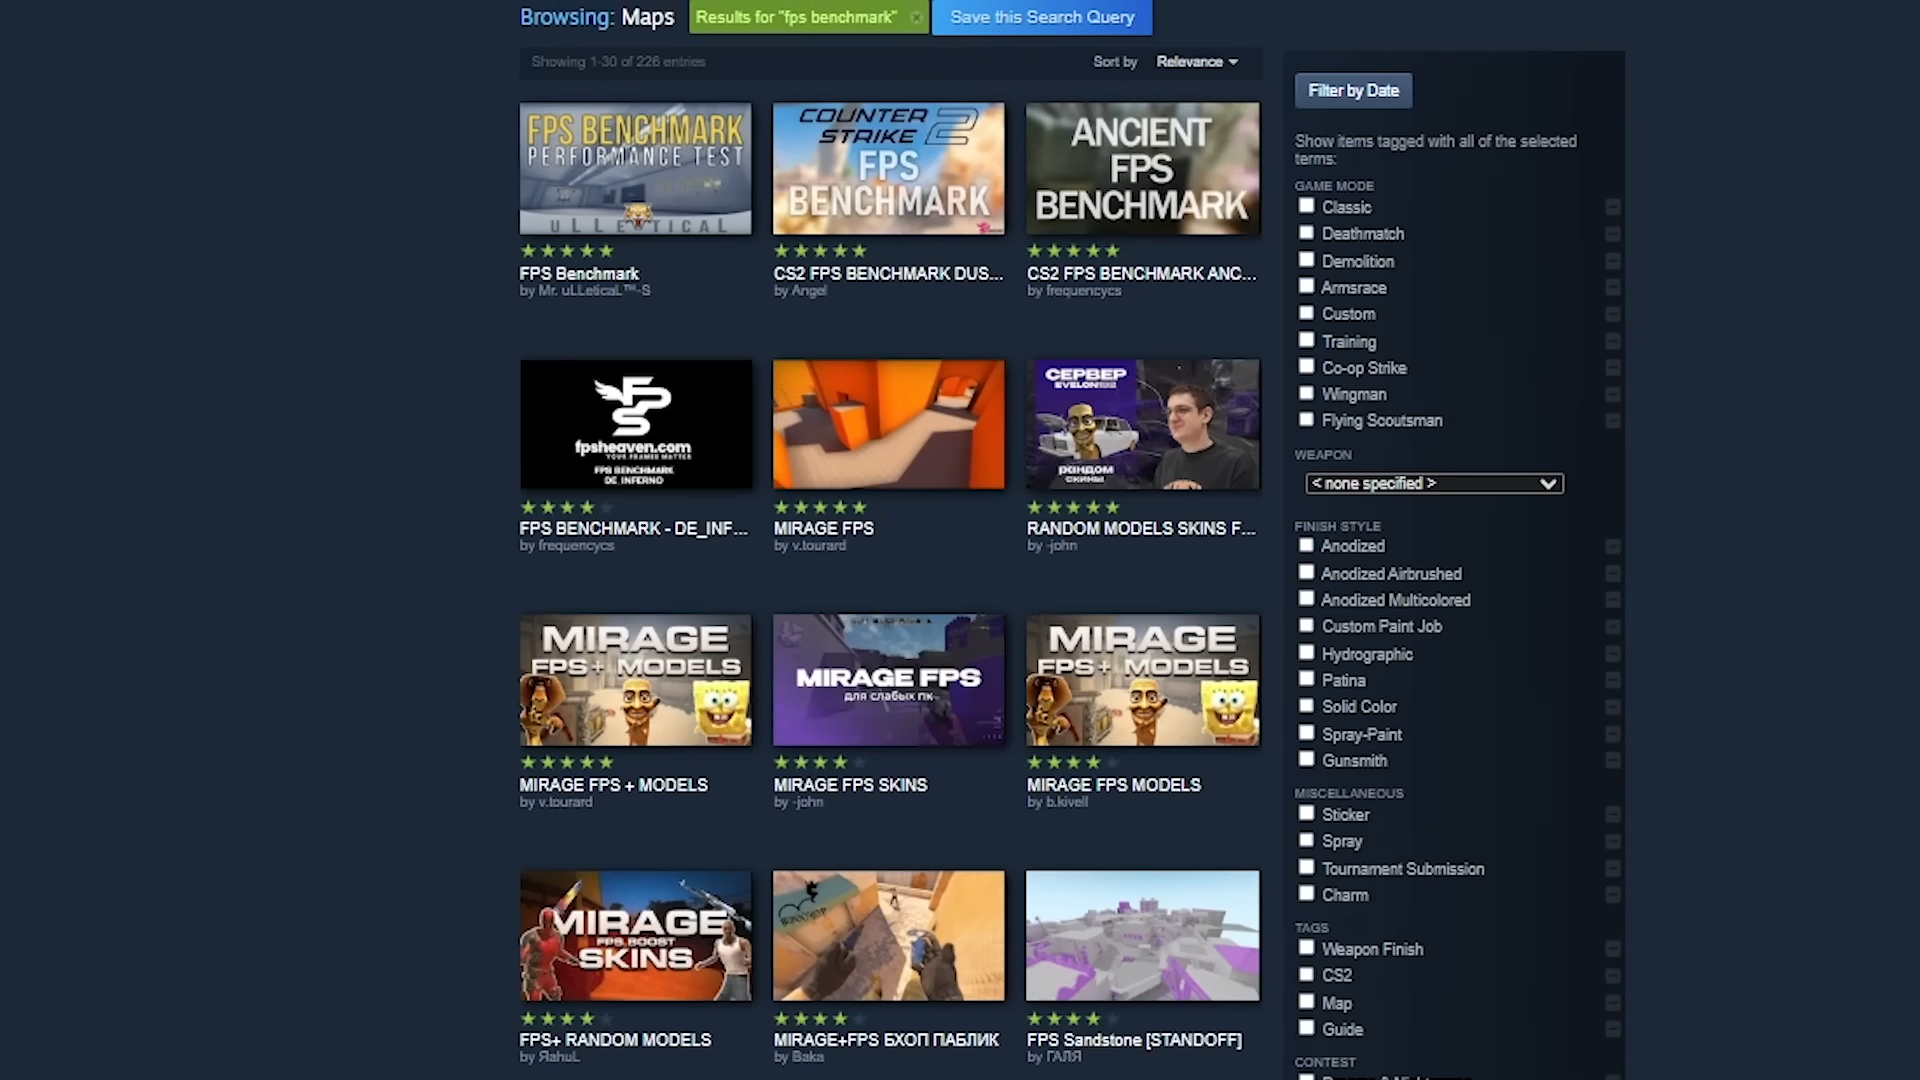 Browsing: Maps
Results for "fps benchmark"
Save this Search Query
Showing 1-30 of 226 entries
Sort by Relevance
FPS BENCHMARK
PERFORMANCE TEST
COUNTER
STRIKE 2
FPS
BENCHMARK
ANCIENT
FPS
BENCHMARK
FPS Benchmark
by Mr. uLLeticaL™-S
CS2 FPS BENCHMARK DUS...
by Angel
CS2 FPS BENCHMARK ANC...
by frequencycs
FPS
fpsheaven.com
YOUR FRAMES MATTER
FPS BENCHMARK
DE_INFERNO
СЕРВЕР
рандом
скины
FPS BENCHMARK - DE_INF...
by frequencycs
MIRAGE FPS
by v.tourard
RANDOM MODELS SKINS F...
by -john
MIRAGE
FPS+ MODELS
MIRAGE FPS
для слабых пк
MIRAGE
FPS+ MODELS
MIRAGE FPS + MODELS
by v.tourard
MIRAGE FPS SKINS
by -john
MIRAGE FPS MODELS
by b.kivell
MIRAGE
FPS BOOST
SKINS
FPS+ RANDOM MODELS
by ЯahuL
MIRAGE+FPS БХОП ПАБЛИК
by Baka
FPS Sandstone [STANDOFF]
by ГАЛЯ
Filter by Date
Show items tagged with all of the selected
terms:
GAME MODE
Classic
Deathmatch
Demolition
Armsrace
Custom
Training
Co-op Strike
Wingman
Flying Scoutsman
WEAPON
< none specified >
FINISH STYLE
Anodized
Anodized Airbrushed
Anodized Multicolored
Custom Paint Job
Hydrographic
Patina
Solid Color
Spray-Paint
Gunsmith
MISCELLANEOUS
Sticker
Spray
Tournament Submission
Charm
TAGS
Weapon Finish
CS2
Map
Guide
CONTEST